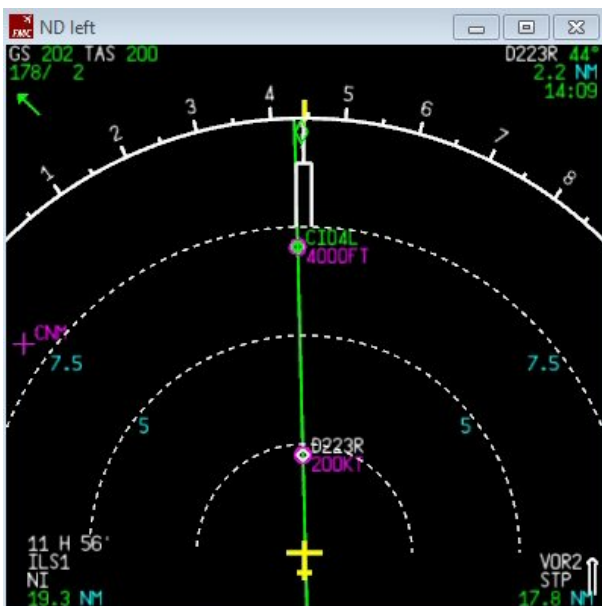 FMGC
ND left
GS 202 TAS 200
178/ 2
D223R 44°
2.2 NM
14:09
1 2 3 4 5 6 7 8
CI04L
4000FT
CNM
7.5 7.5
5 5
D223R
200KT
11 H 56'
ILS1
NI
19.3 NM
VOR2
STP
17.8 NM